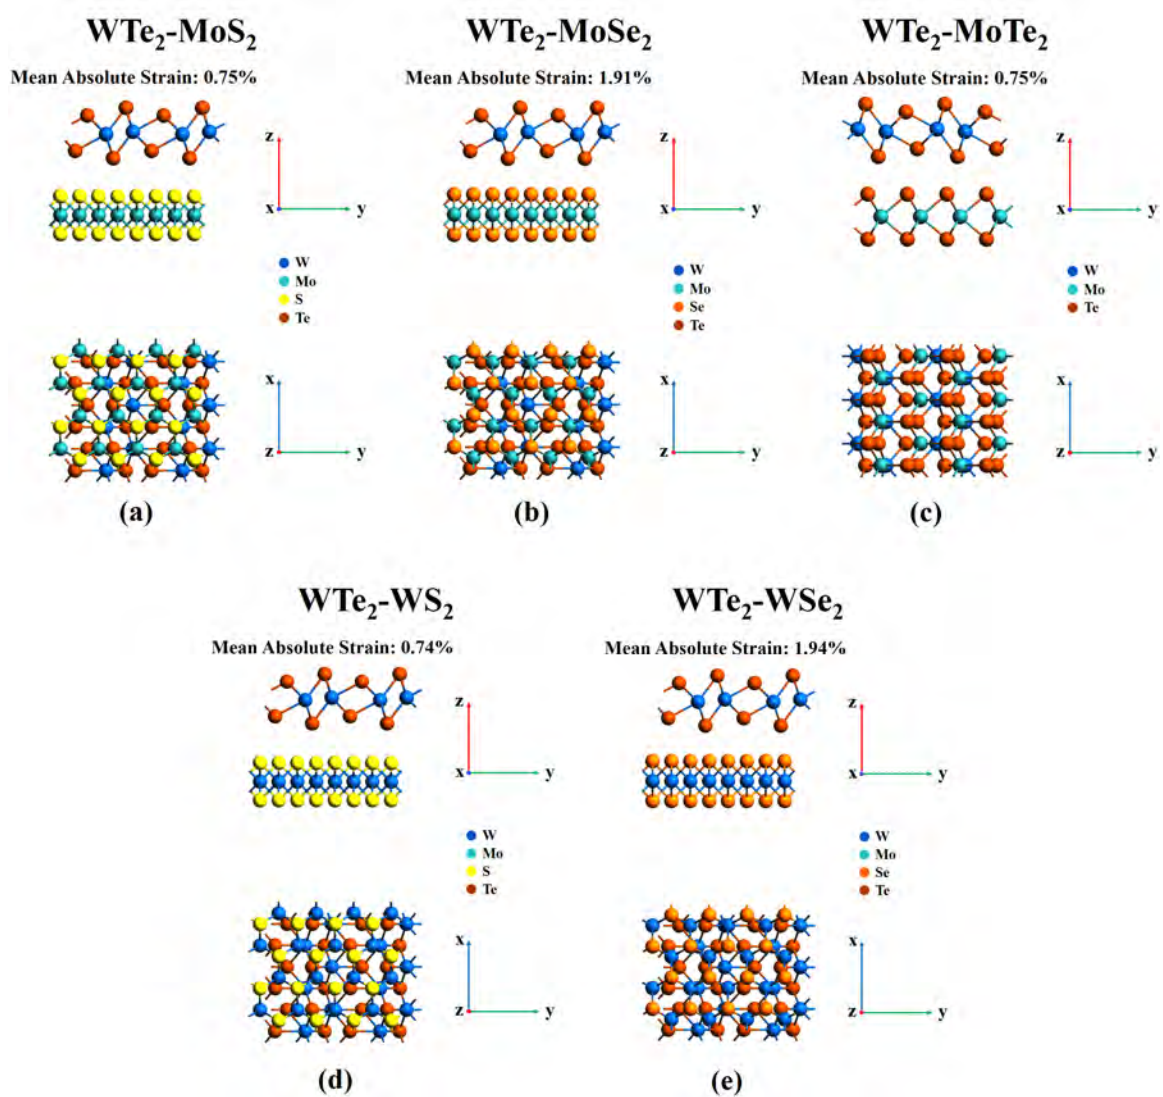 WTe₂-MoS₂
Mean Absolute Strain: 0.75%
z
x
y
W
Mo
S
Te
x
z
y
(a)
WTe₂-MoSe₂
Mean Absolute Strain: 1.91%
z
x
y
W
Mo
Se
Te
x
z
y
(b)
WTe₂-MoTe₂
Mean Absolute Strain: 0.75%
z
x
y
W
Mo
Te
x
z
y
(c)
WTe₂-WS₂
Mean Absolute Strain: 0.74%
z
x
y
W
Mo
S
Te
x
z
y
(d)
WTe₂-WSe₂
Mean Absolute Strain: 1.94%
z
x
y
W
Mo
Se
Te
x
z
y
(e)